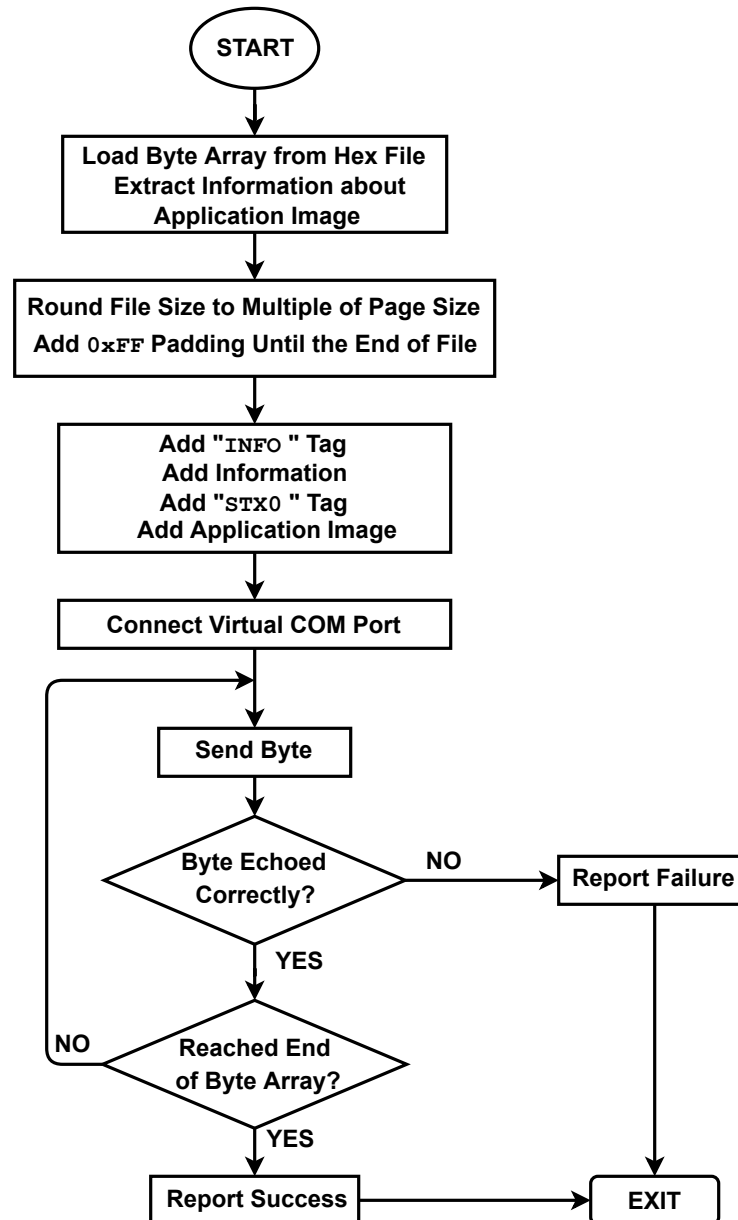 START
Load Byte Array from Hex File
Extract Information about
Application Image
Round File Size to Multiple of Page Size
Add 0xFF Padding Until the End of File
Add "INFO " Tag
Add Information
Add "STX0 " Tag
Add Application Image
Connect Virtual COM Port
Send Byte
Byte Echoed
Correctly?
NO
Report Failure
YES
NO
Reached End
of Byte Array?
YES
Report Success
EXIT